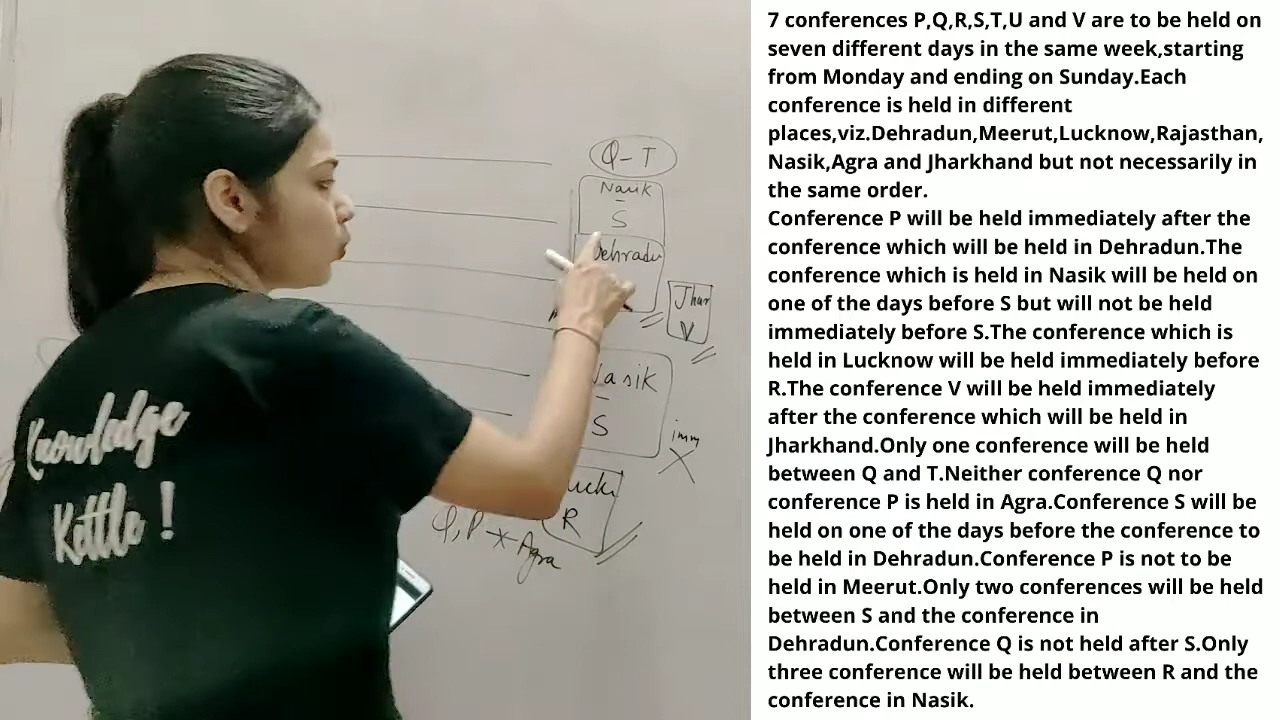 Q-T
Nasik
-
S
Dehradu
Jhar
V
asik
-
S
imm
X
R
Q, P X Agra
Knowledge
Kettle !
7 conferences P,Q,R,S,T,U and V are to be held on
seven different days in the same week,starting
from Monday and ending on Sunday.Each
conference is held in different
places,viz.Dehradun,Meerut,Lucknow,Rajasthan,
Nasik,Agra and Jharkhand but not necessarily in
the same order.
Conference P will be held immediately after the
conference which will be held in Dehradun.The
conference which is held in Nasik will be held on
one of the days before S but will not be held
immediately before S.The conference which is
held in Lucknow will be held immediately before
R.The conference V will be held immediately
after the conference which will be held in
Jharkhand.Only one conference will be held
between Q and T.Neither conference Q nor
conference P is held in Agra.Conference S will be
held on one of the days before the conference to
be held in Dehradun.Conference P is not to be
held in Meerut.Only two conferences will be held
between S and the conference in
Dehradun.Conference Q is not held after S.Only
three conference will be held between R and the
conference in Nasik.